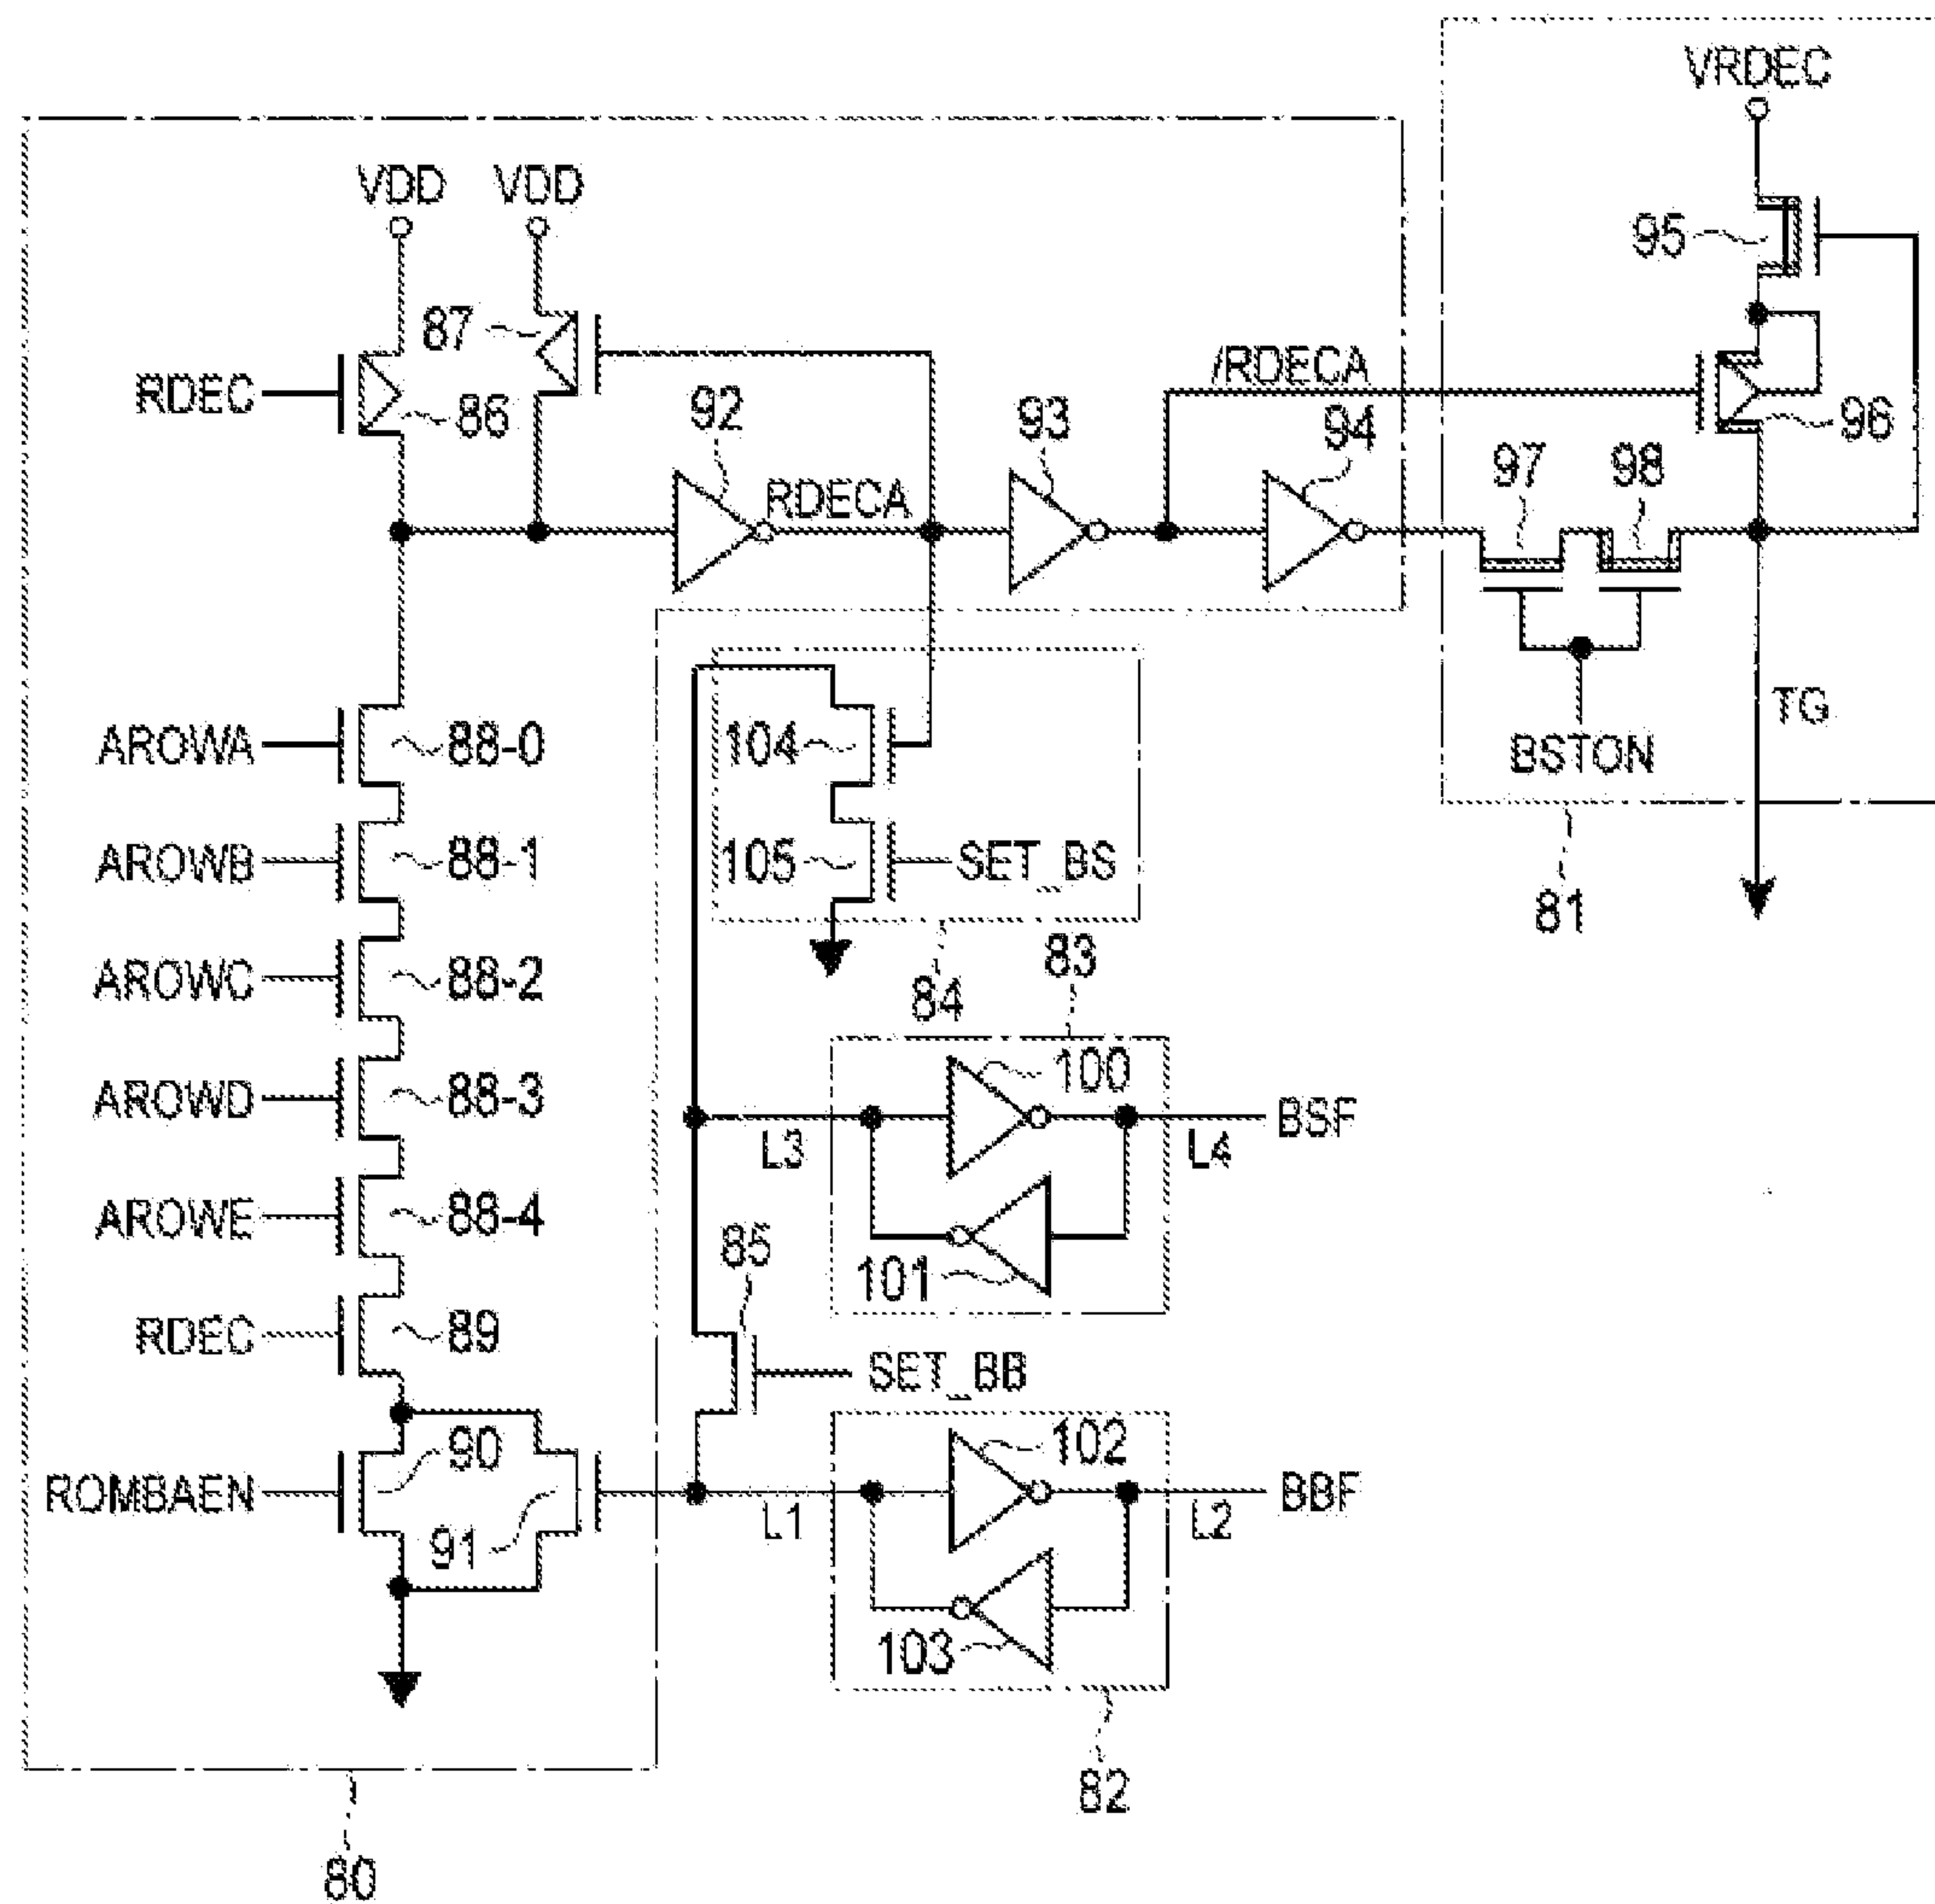 VRDEC
VDD VDD
95
87
RDEC
86
/RDECA
92
93
94
96
97
98
RDECA
AROWA
88-0
104
TG
BSTON
AROWB
88-1
105
SET_BS
81
AROWC
88-2
84
83
100
AROWD
88-3
L3
L4
BSF
AROWE
88-4
85
101
RDEC
89
SET_BB
102
90
ROMBAEN
91
L1
L2
BBF
103
82
80